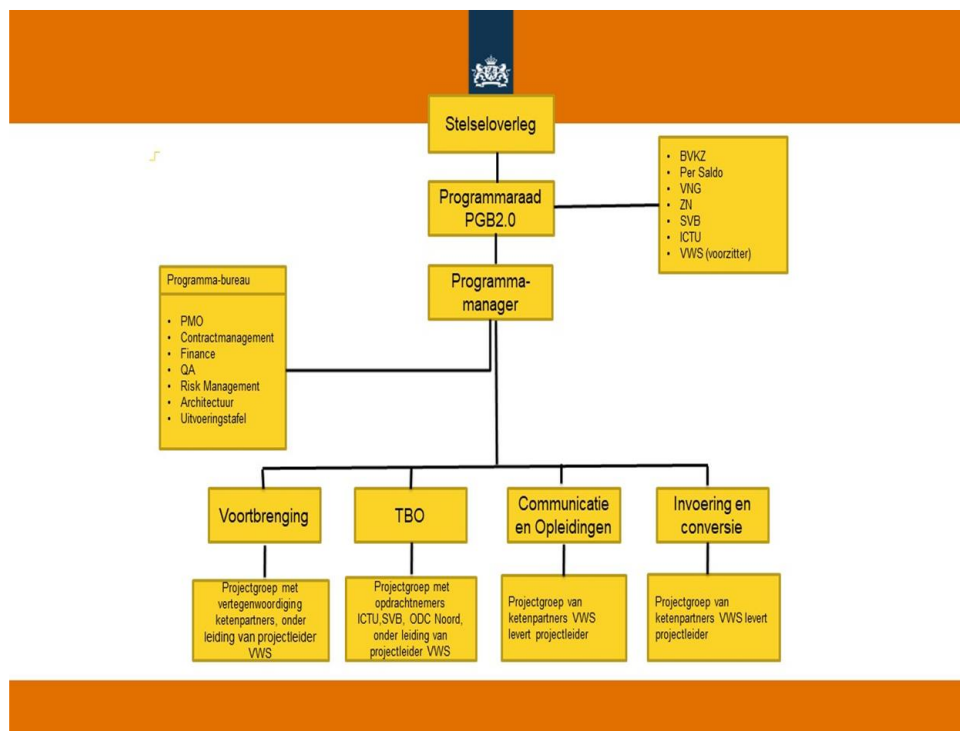 Stelseloverleg
Programmaraad
PGB2.0
• BVKZ
• Per Saldo
• VNG
• ZN
• SVB
• ICTU
• VWS (voorzitter)
Programma-
manager
Programma-bureau
• PMO
• Contractmanagement
• Finance
• QA
• Risk Management
• Architectuur
• Uitvoeringstafel
Voortbrenging
TBO
Communicatie
en Opleidingen
Invoering en
conversie
Projectgroep met
vertegenwoordiging
ketenpartners, onder
leiding van projectleider
VWS
Projectgroep met
opdrachtnemers
ICTU,SVB, ODC Noord,
onder leiding van
projectleider VWS
Projectgroep van
ketenpartners VWS
levert projectleider
Projectgroep van
ketenpartners VWS levert
projectleider